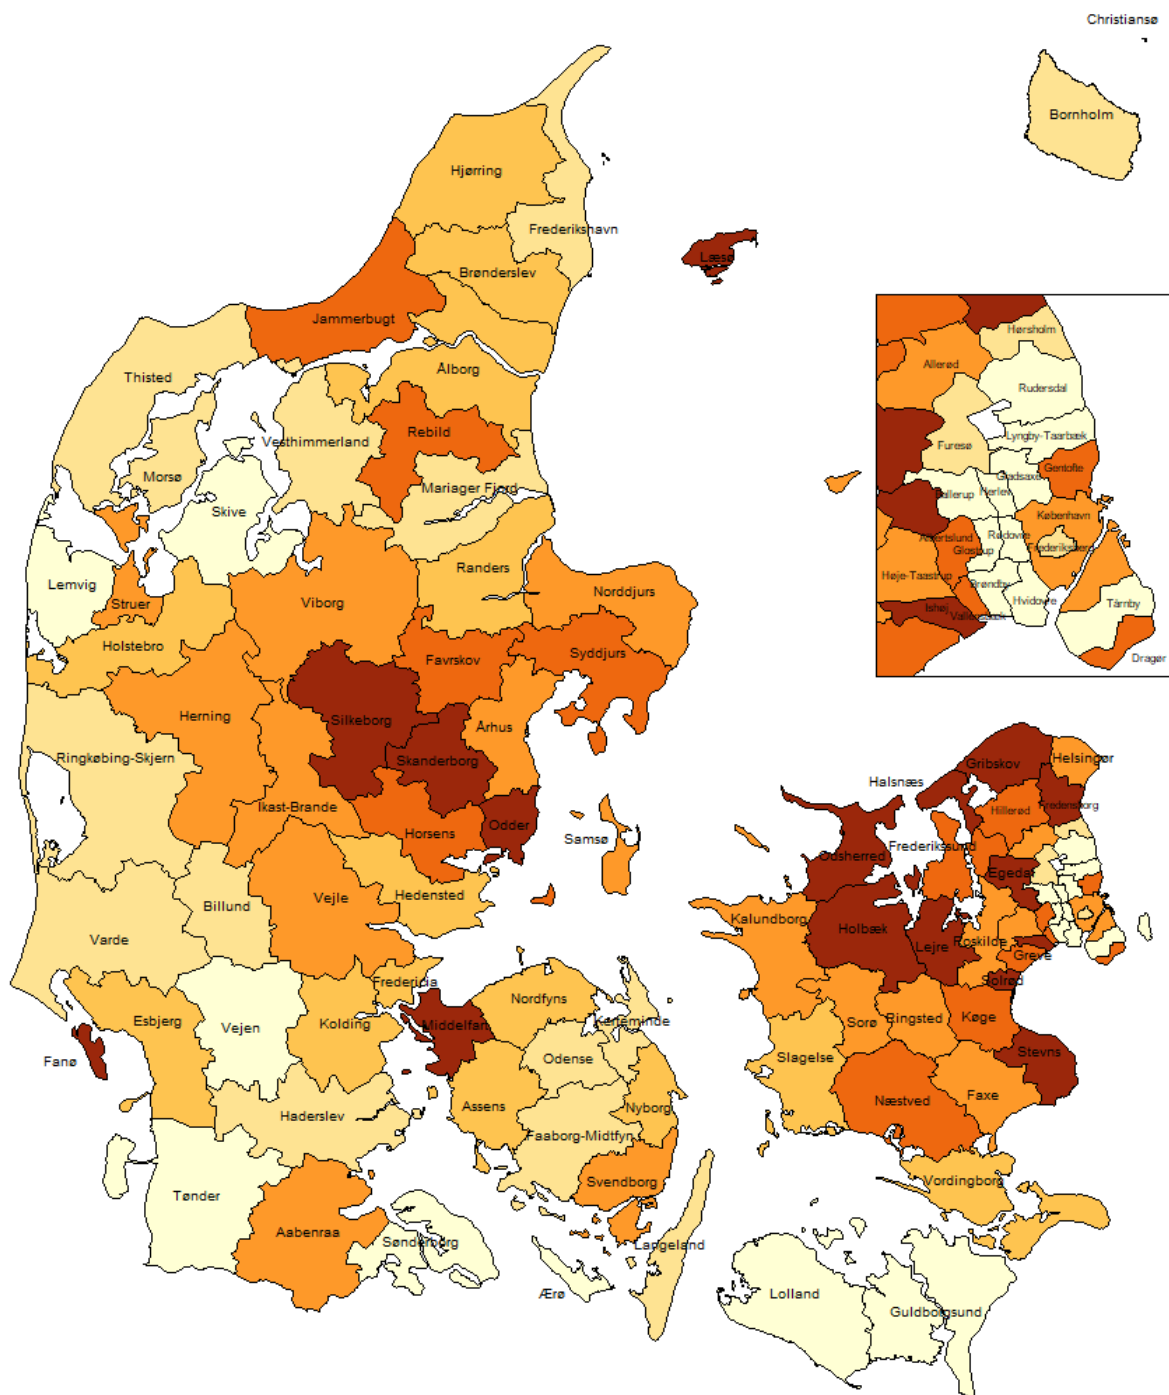 Christiansø
Bornholm
Hjørring
Frederikshavn
Brønderslev
Læsø
Jammerbugt
Ålborg
Thisted
Vesthimmerland
Rebild
Morsø
Mariager Fjord
Skive
Lemvig
Struer
Viborg
Randers
Norddjurs
Holstebro
Favrskov
Syddjurs
Herning
Silkeborg
Århus
Ringkøbing-Skjern
Skanderborg
Ikast-Brande
Horsens
Odder
Samsø
Hedensted
Billund
Vejle
Varde
Fredericia
Esbjerg
Vejen
Kolding
Middelfart
Nordfyns
Kerteminde
Fanø
Odense
Haderslev
Assens
Nyborg
Faaborg-Midtfyn
Svendborg
Tønder
Aabenraa
Sønderborg
Langeland
Ærø
Hørsholm
Allerød
Rudersdal
Furesø
Lyngby-Taarbæk
Gladsaxe
Gentofte
Ballerup
Herlev
København
Albertslund
Glostrup
Rødovre
Frederiksberg
Høje-Taastrup
Brøndby
Hvidovre
Ishøj
Vallensbæk
Tårnby
Dragør
Gribskov
Helsingør
Halsnæs
Hillerød
Fredensborg
Odsherred
Frederikssund
Egedal
Kalundborg
Holbæk
Lejre
Roskilde
Greve
Solrød
Sorø
Ringsted
Køge
Slagelse
Stevns
Næstved
Faxe
Vordingborg
Lolland
Guldborgsund